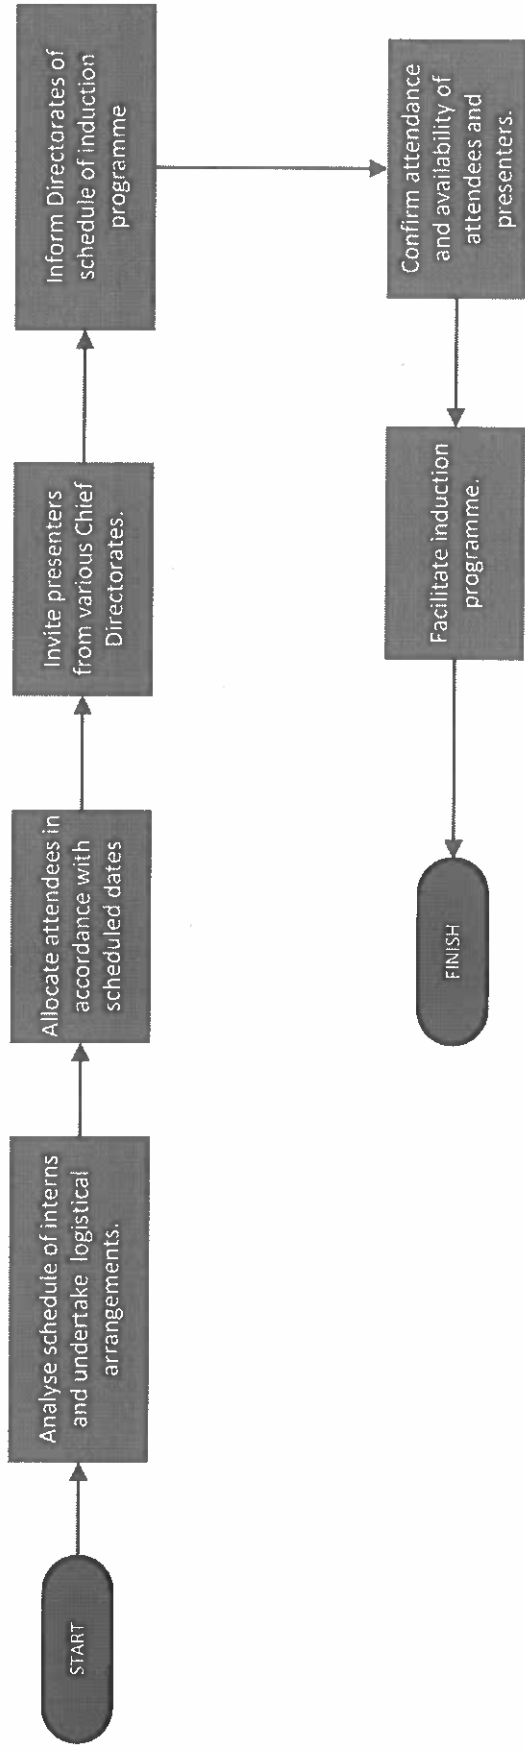 START
Analyse schedule of interns
and undertake logistical
arrangements.
Allocate attendees in
accordance with
scheduled dates
Invite presenters
from various Chief
Directorates.
Inform Directorates of
schedule of induction
programme
Confirm attendance
and availability of
attendees and
presenters.
Facilitate induction
programme.
FINISH